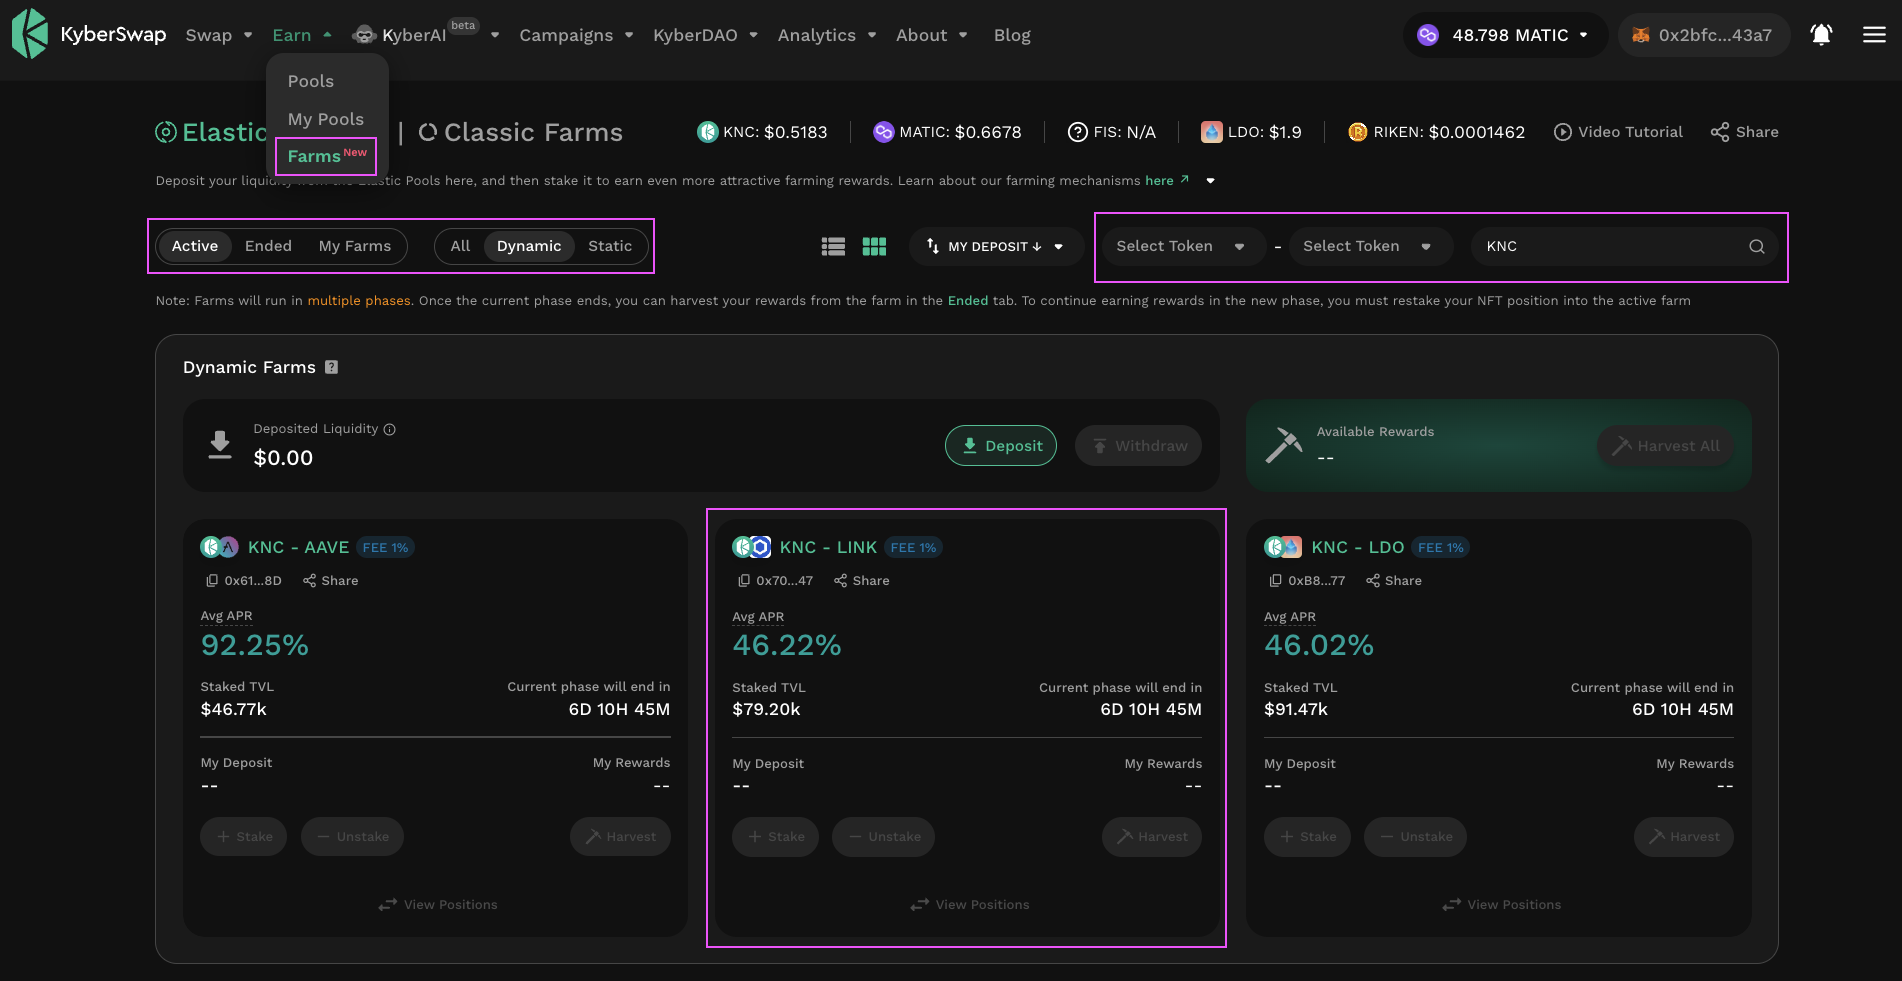 KyberSwap Swap Earn KyberAI beta Campaigns KyberDAO Analytics About Blog 48.798 MATIC 0x2bfc...43a7
Pools
My Pools
Farms New
Elastic | Classic Farms KNC: $0.5183 MATIC: $0.6678 FIS: N/A LDO: $1.9 RIKEN: $0.0001462 Video Tutorial Share
Deposit your liquidity from the Elastic Pools here, and then stake it to earn even more attractive farming rewards. Learn about our farming mechanisms here ↗
Active Ended My Farms All Dynamic Static MY DEPOSIT ↓ Select Token - Select Token KNC
Note: Farms will run in multiple phases. Once the current phase ends, you can harvest your rewards from the farm in the Ended tab. To continue earning rewards in the new phase, you must restake your NFT position into the active farm
Dynamic Farms ?
Deposited Liquidity
$0.00
Deposit Withdraw
Available Rewards
--
Harvest All
KNC - AAVE FEE 1%
0x61...8D Share
Avg APR
92.25%
Staked TVL Current phase will end in
$46.77k 6D 10H 45M
My Deposit My Rewards
-- --
+ Stake — Unstake Harvest
View Positions
KNC - LINK FEE 1%
0x70...47 Share
Avg APR
46.22%
Staked TVL Current phase will end in
$79.20k 6D 10H 45M
My Deposit My Rewards
-- --
+ Stake — Unstake Harvest
View Positions
KNC - LDO FEE 1%
0xB8...77 Share
Avg APR
46.02%
Staked TVL Current phase will end in
$91.47k 6D 10H 45M
My Deposit My Rewards
-- --
+ Stake — Unstake Harvest
View Positions